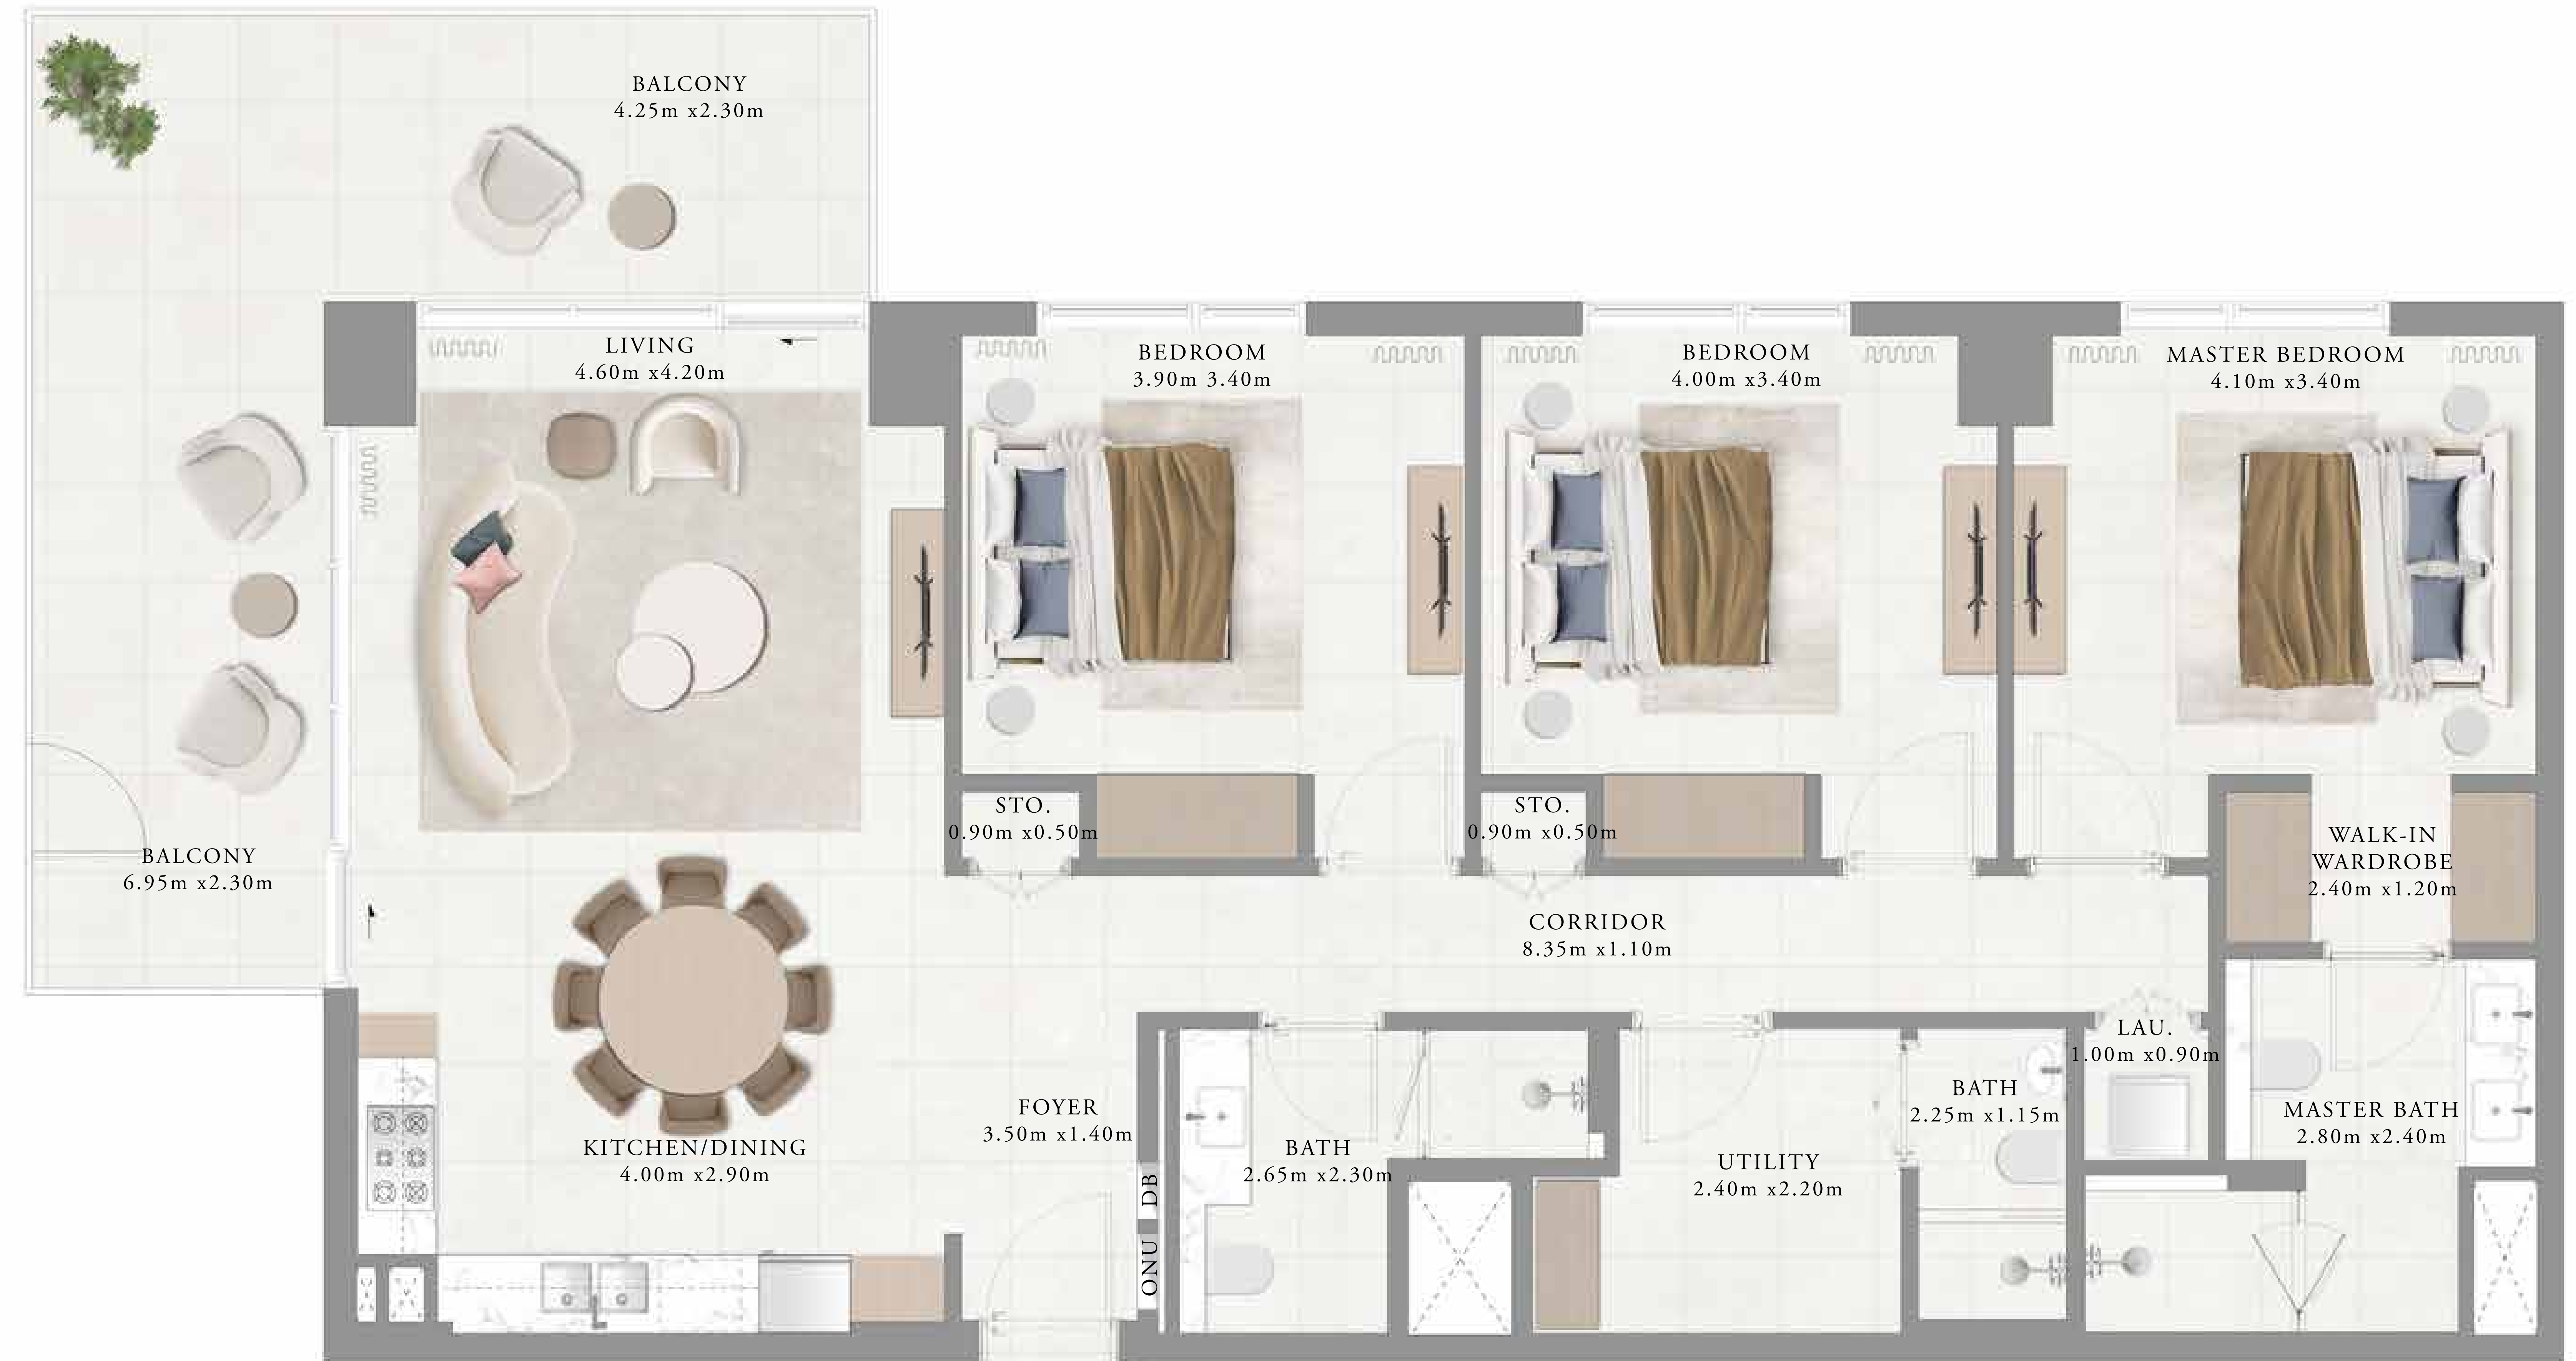 BALCONY
4.25m x2.30m
LIVING
4.60m x4.20m
BEDROOM
3.90m 3.40m
BEDROOM
4.00m x3.40m
MASTER BEDROOM
4.10m x3.40m
STO.
0.90m x0.50m
STO.
0.90m x0.50m
WALK-IN
WARDROBE
2.40m x1.20m
BALCONY
6.95m x2.30m
CORRIDOR
8.35m x1.10m
LAU.
1.00m x0.90m
BATH
2.25m x1.15m
MASTER BATH
2.80m x2.40m
FOYER
3.50m x1.40m
KITCHEN/DINING
4.00m x2.90m
BATH
2.65m x2.30m
UTILITY
2.40m x2.20m
DB
ONU